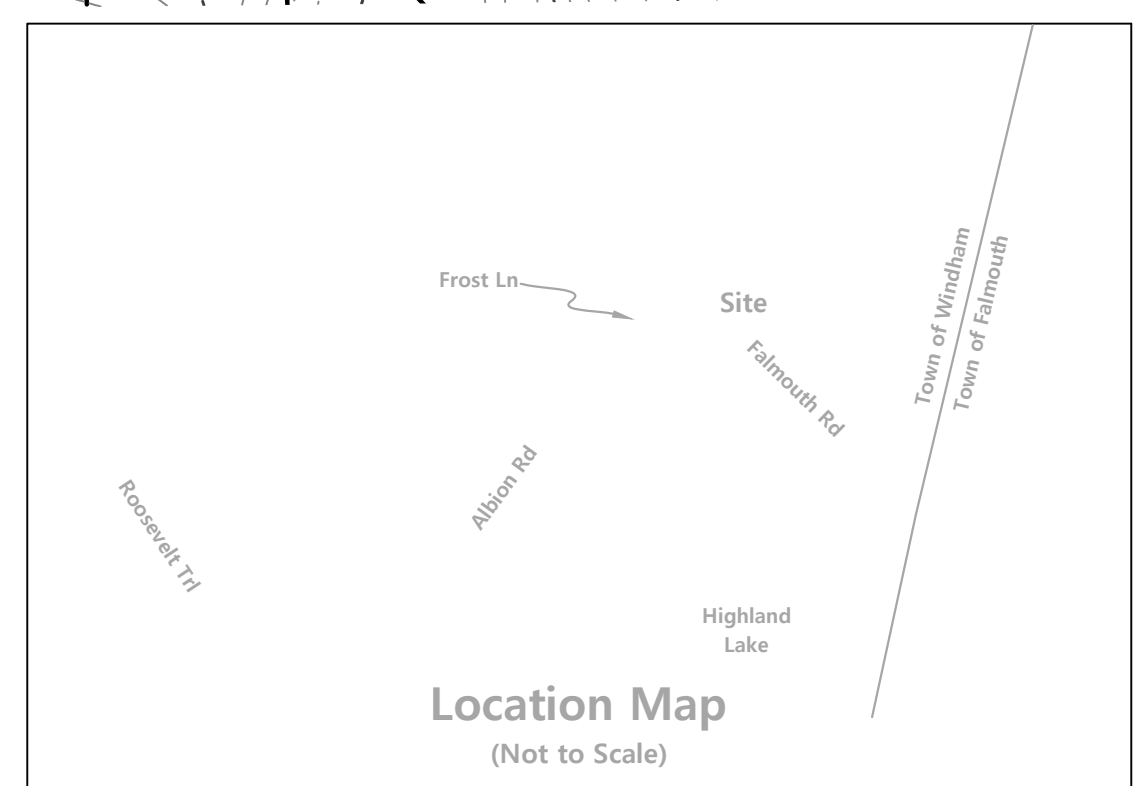 Town of Windham
Town of Falmouth
Frost Ln
Site
Falmouth Rd
Albion Rd
Roosevelt Trl
Highland
Lake
Location Map
(Not to Scale)